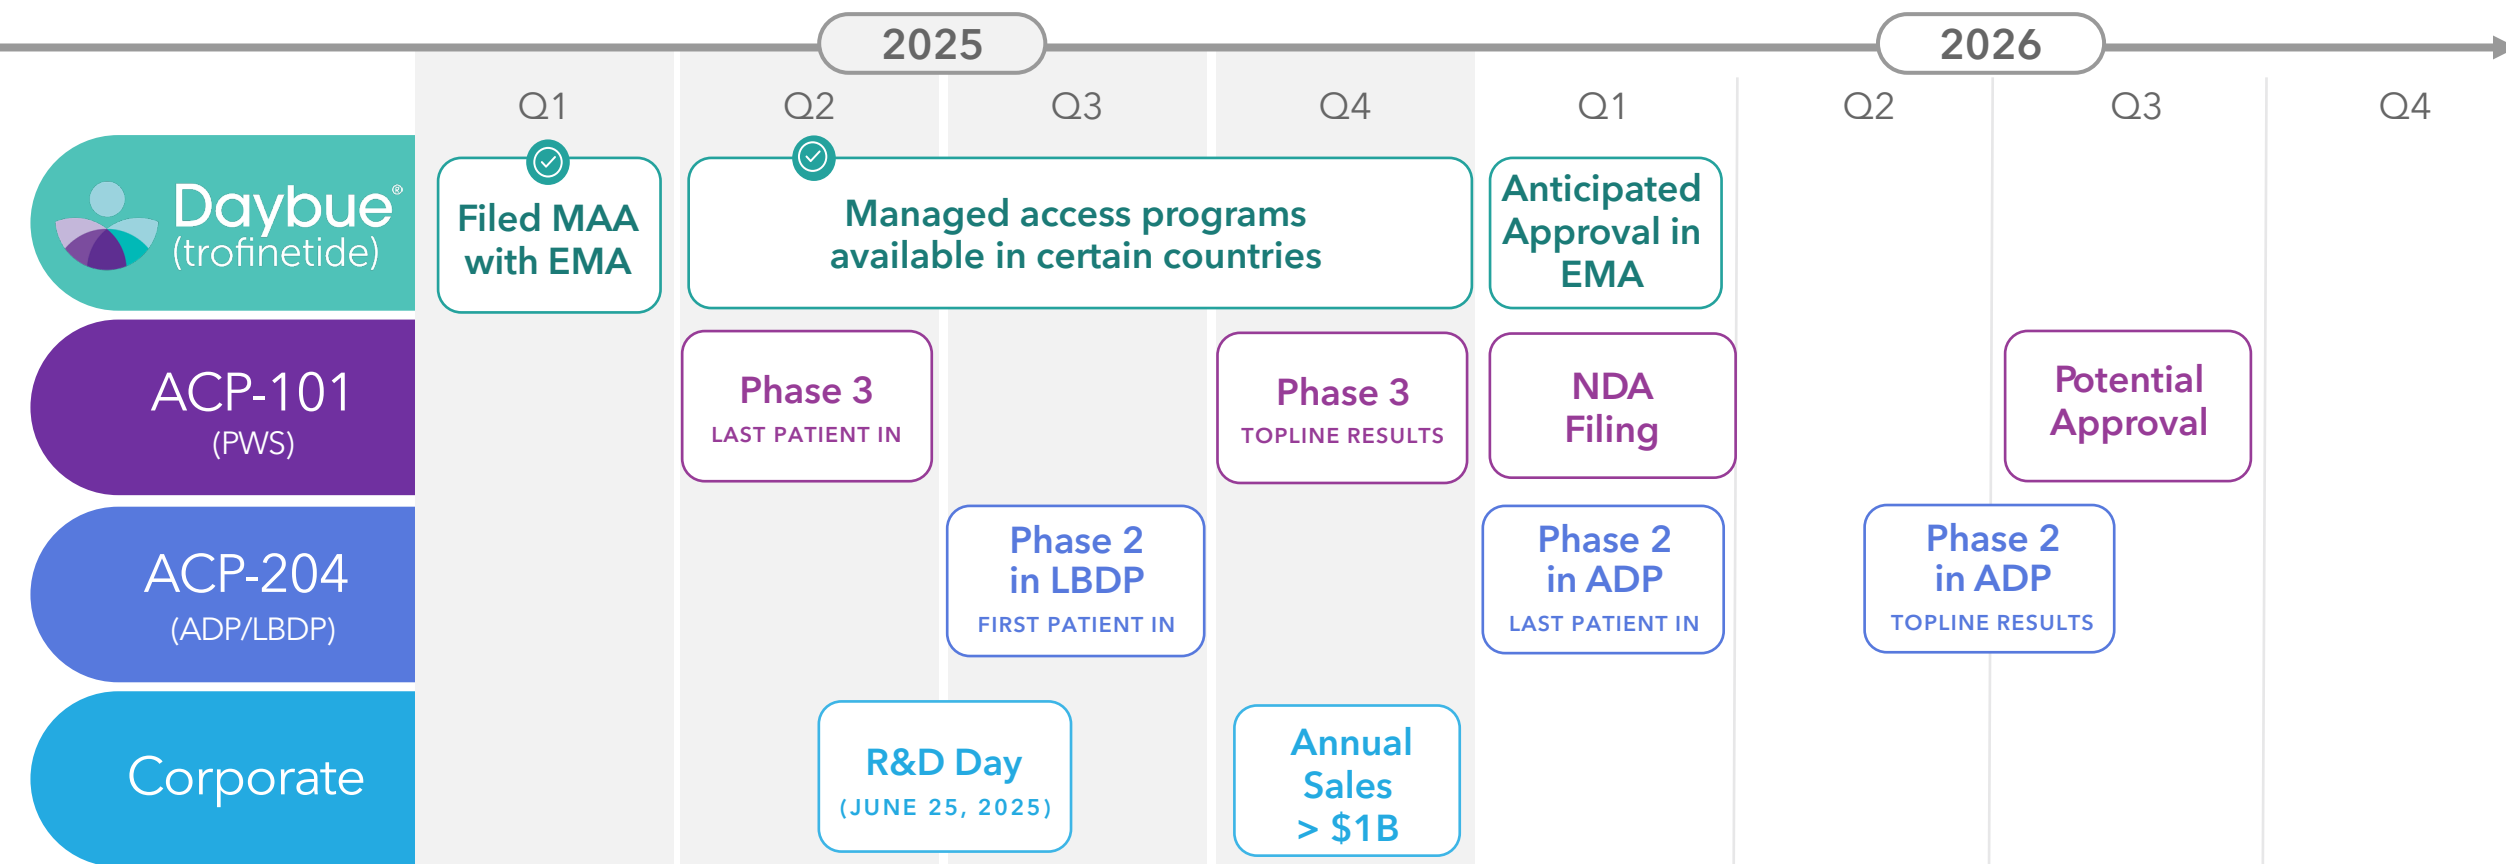 2025
2026
Q1
Q2
Q3
Q4
Q1
Q2
Q3
Q4
Daybue®
(trofinetide)
Filed MAA
with EMA
Managed access programs
available in certain countries
Anticipated
Approval in
EMA
ACP-101
(PWS)
Phase 3
LAST PATIENT IN
Phase 3
TOPLINE RESULTS
NDA
Filing
Potential
Approval
ACP-204
(ADP/LBDP)
Phase 2
in LBDP
FIRST PATIENT IN
Phase 2
in ADP
LAST PATIENT IN
Phase 2
in ADP
TOPLINE RESULTS
Corporate
R&D Day
(JUNE 25, 2025)
Annual
Sales
> $1B